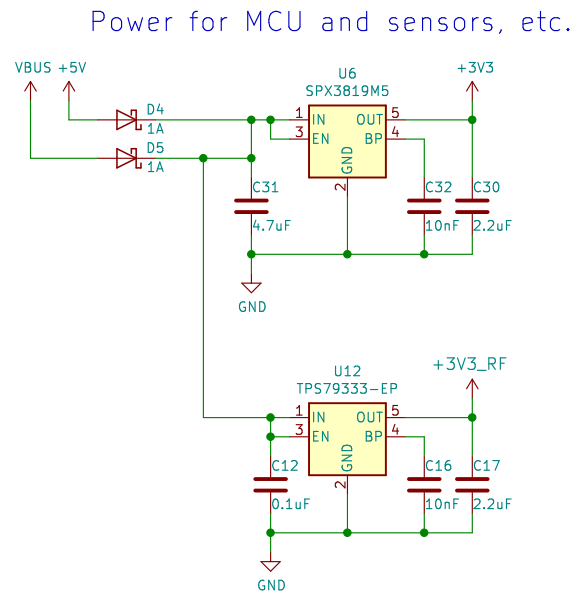 Power for MCU and sensors, etc.
VBUS +5V
U6
SPX3819M5
+3V3
D4
1A
D5
1A
1 IN OUT 5
3 EN BP 4
GND
2
C31
4.7uF
C32
10nF
C30
2.2uF
GND
U12
TPS79333-EP
+3V3_RF
1 IN OUT 5
3 EN BP 4
GND
2
C12
0.1uF
C16
10nF
C17
2.2uF
GND